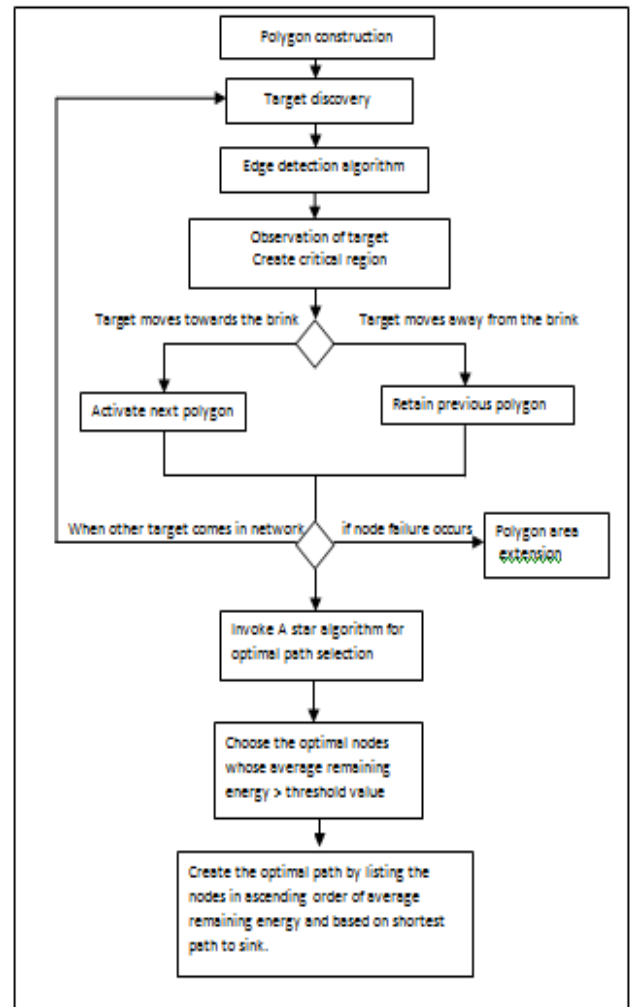 Polygon construction
Target discovery
Edge detection algorithm
Observation of target
Create critical region
Target moves towards the brink
Target moves away from the brink
Activate next polygon
Retain previous polygon
When other target comes in network
if node failure occurs
Polygon area
extension
Invoke A star algorithm for
optimal path selection
Choose the optimal nodes
whose average remaining
energy > threshold value
Create the optimal path by listing the
nodes in ascending order of average
remaining energy and based on shortest
path to sink.